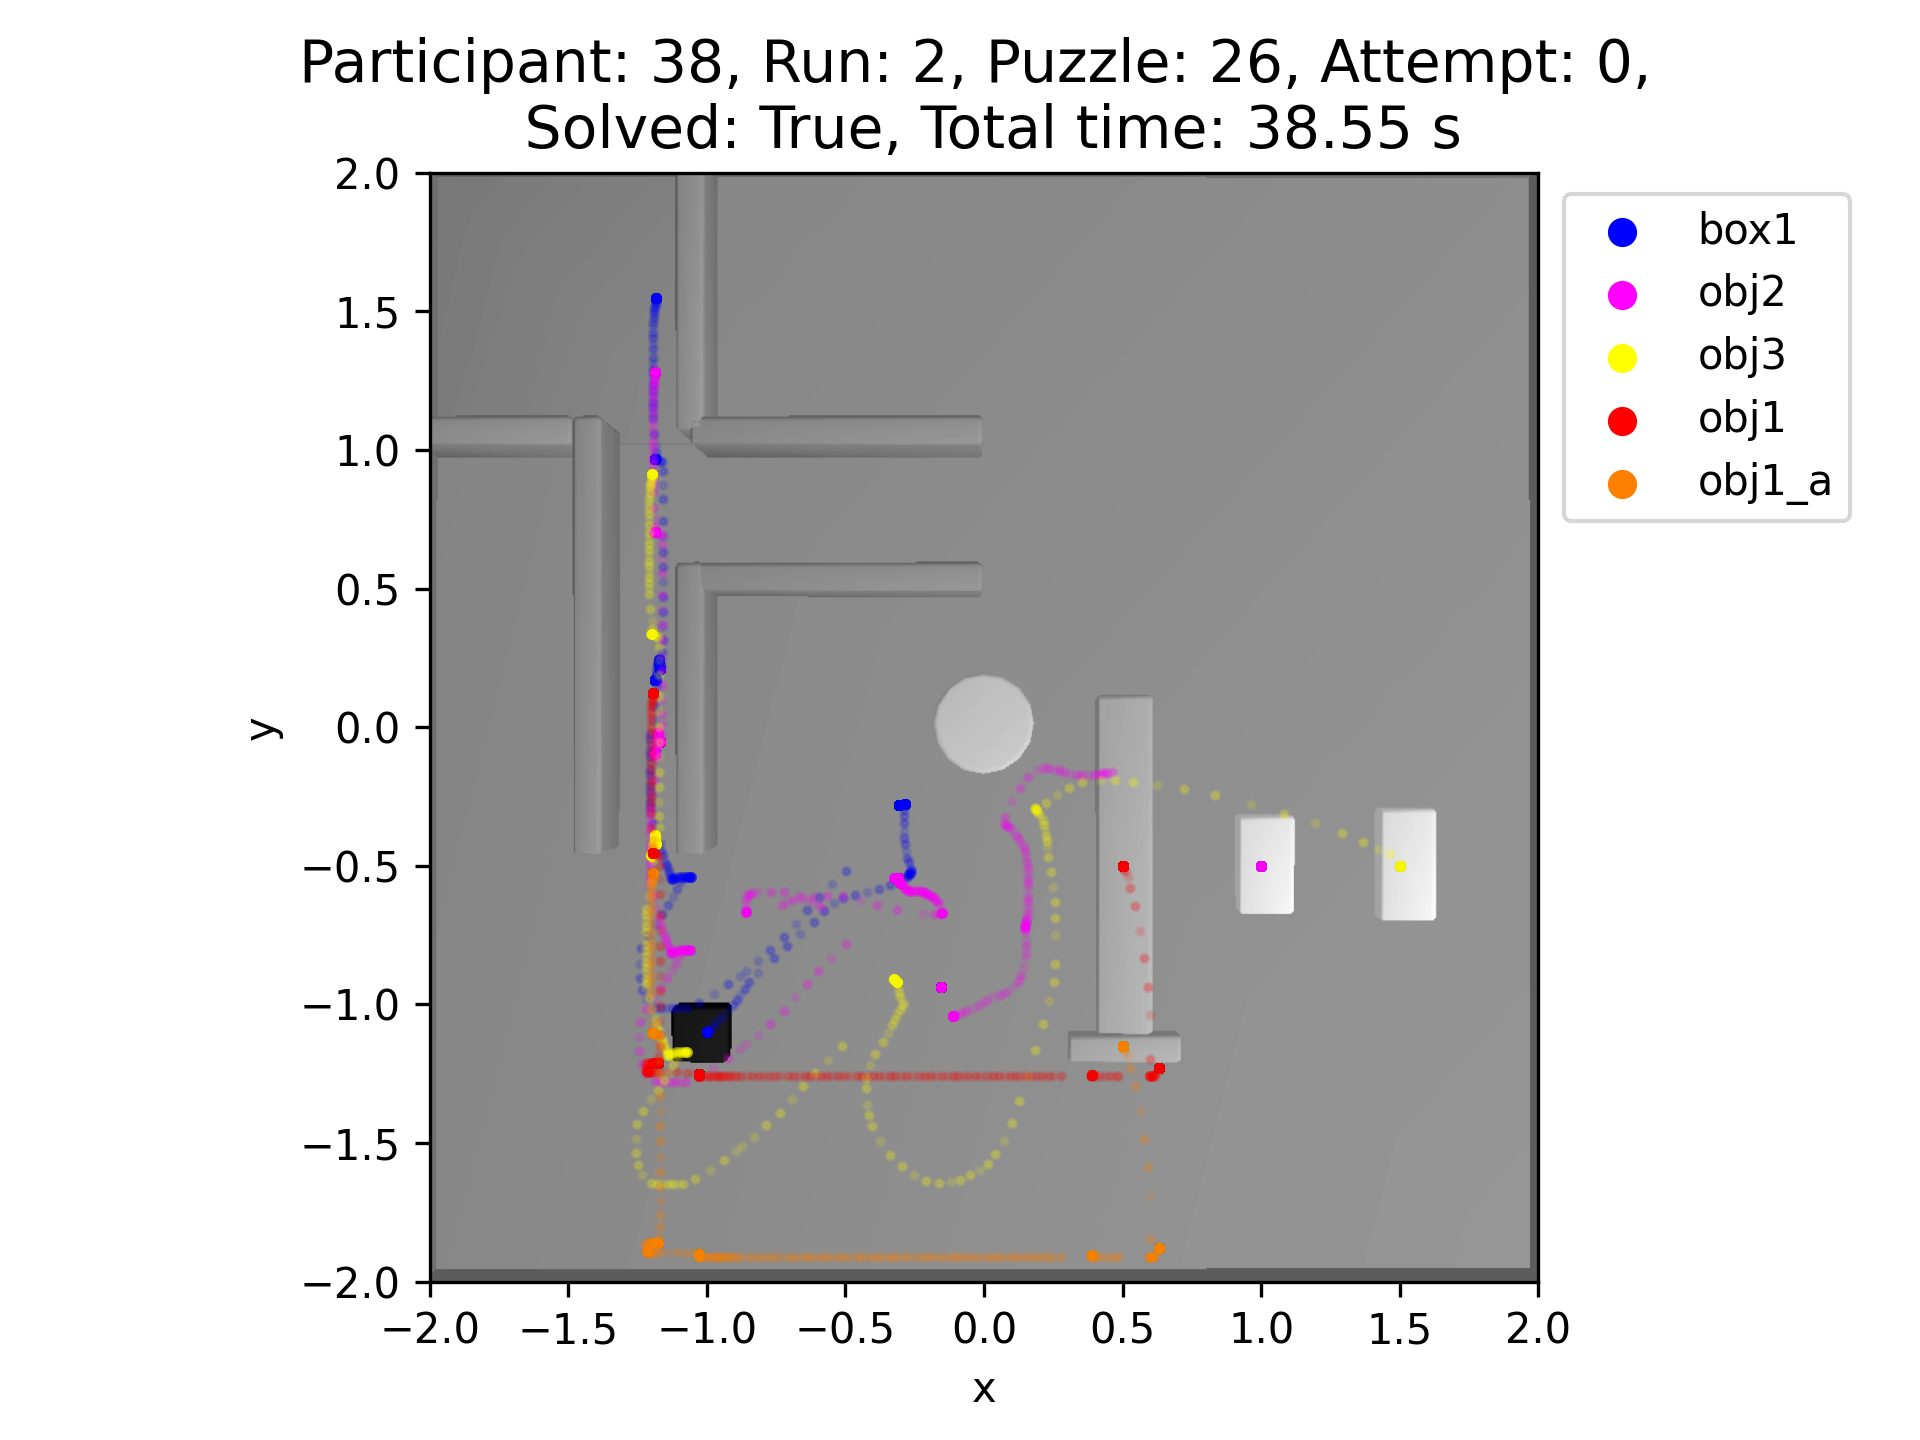 Participant: 38, Run: 2, Puzzle: 26, Attempt: 0,
Solved: True, Total time: 38.55 s
2.0
1.5
1.0
0.5
0.0
−0.5
−1.0
−1.5
−2.0
y
−2.0 −1.5 −1.0 −0.5 0.0 0.5 1.0 1.5 2.0
x
box1
obj2
obj3
obj1
obj1_a